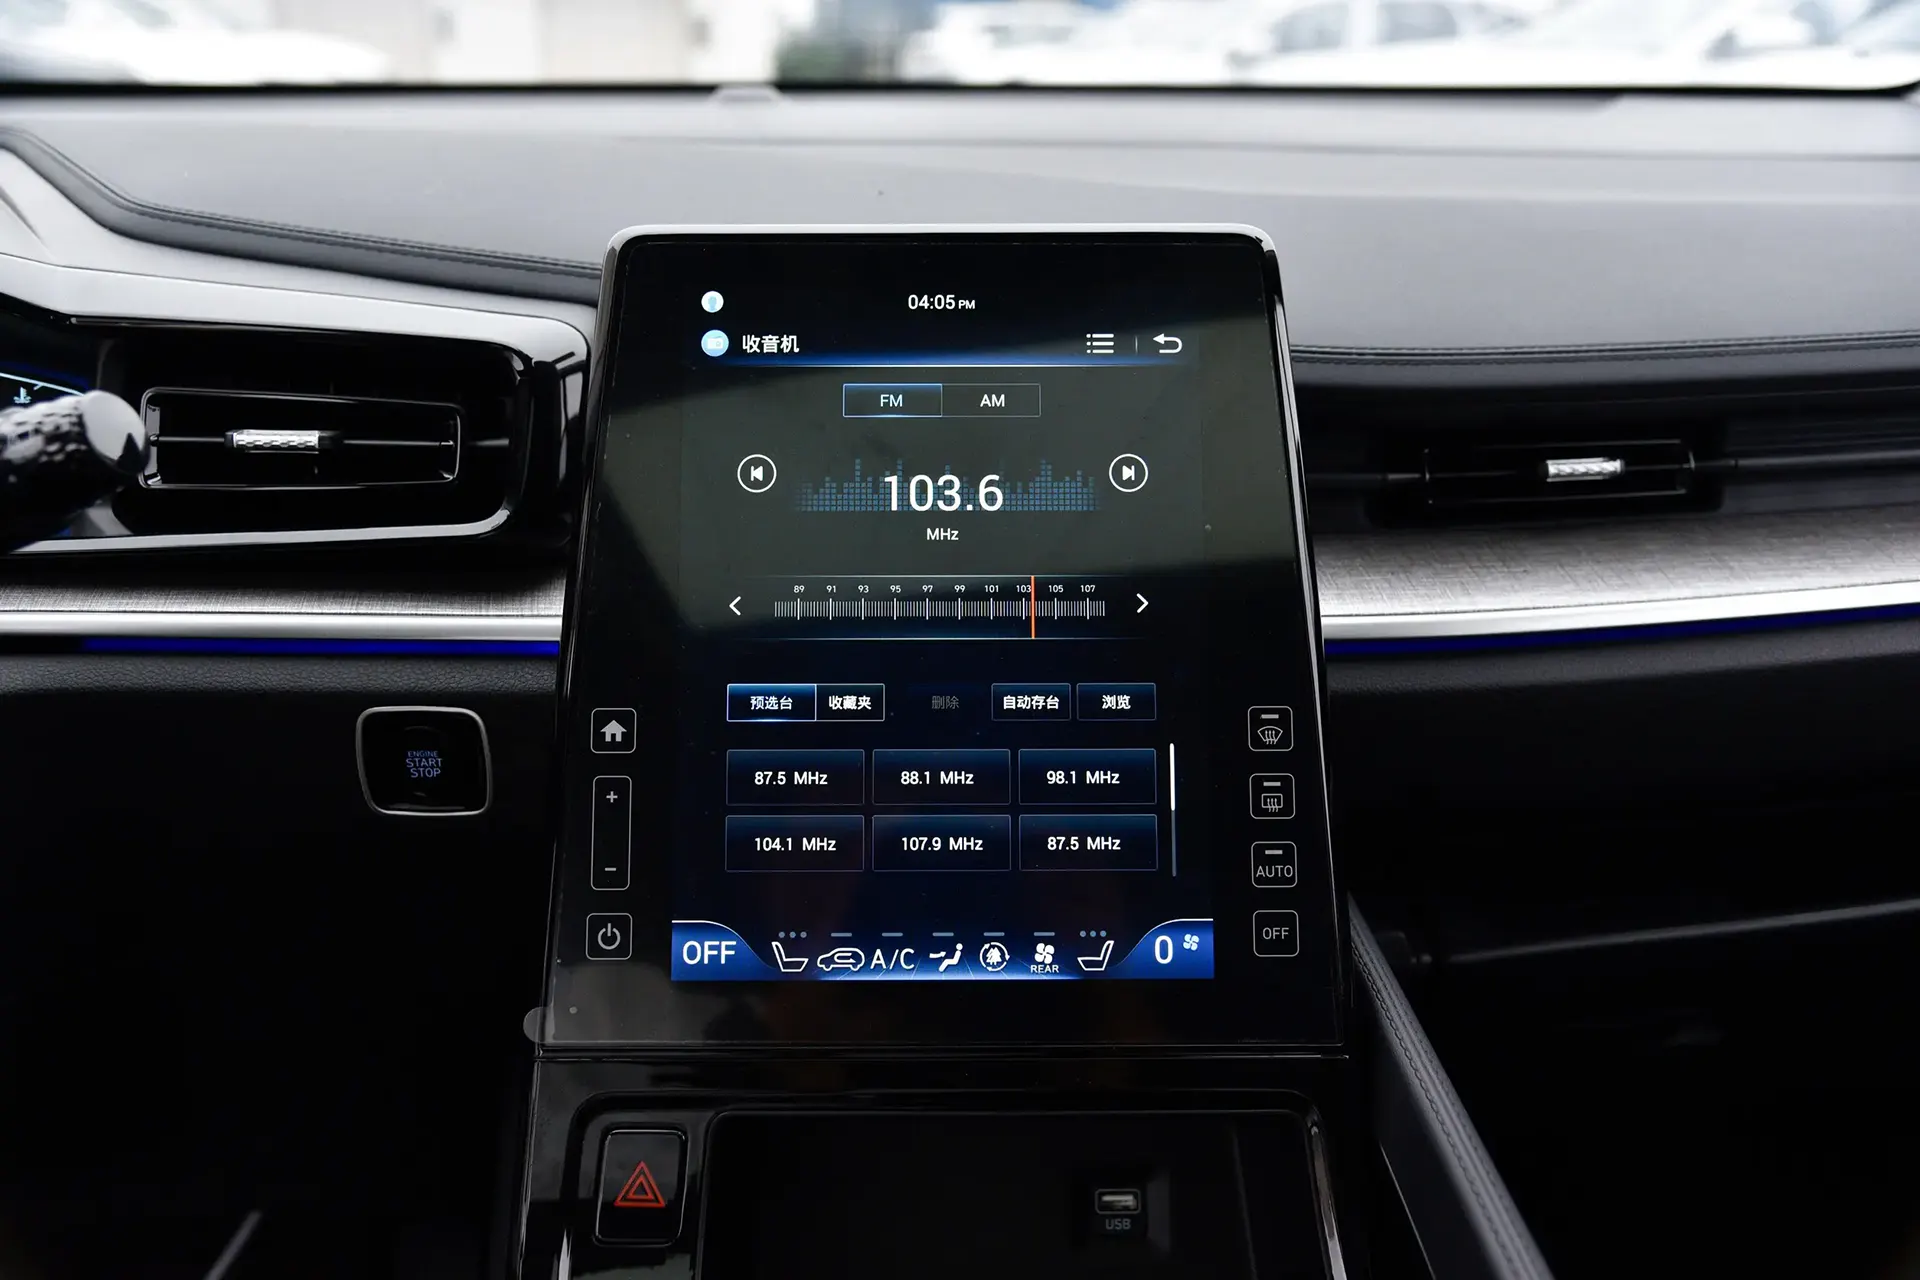 04:05 PM
收音机
FM AM
103.6
MHz
89 91 93 95 97 99 101 103 105 107
预选台 收藏夹 删除 自动存台 浏览
87.5 MHz 88.1 MHz 98.1 MHz
104.1 MHz 107.9 MHz 87.5 MHz
ENGINE
START
STOP
+
−
AUTO
OFF
OFF A/C REAR 0
USB